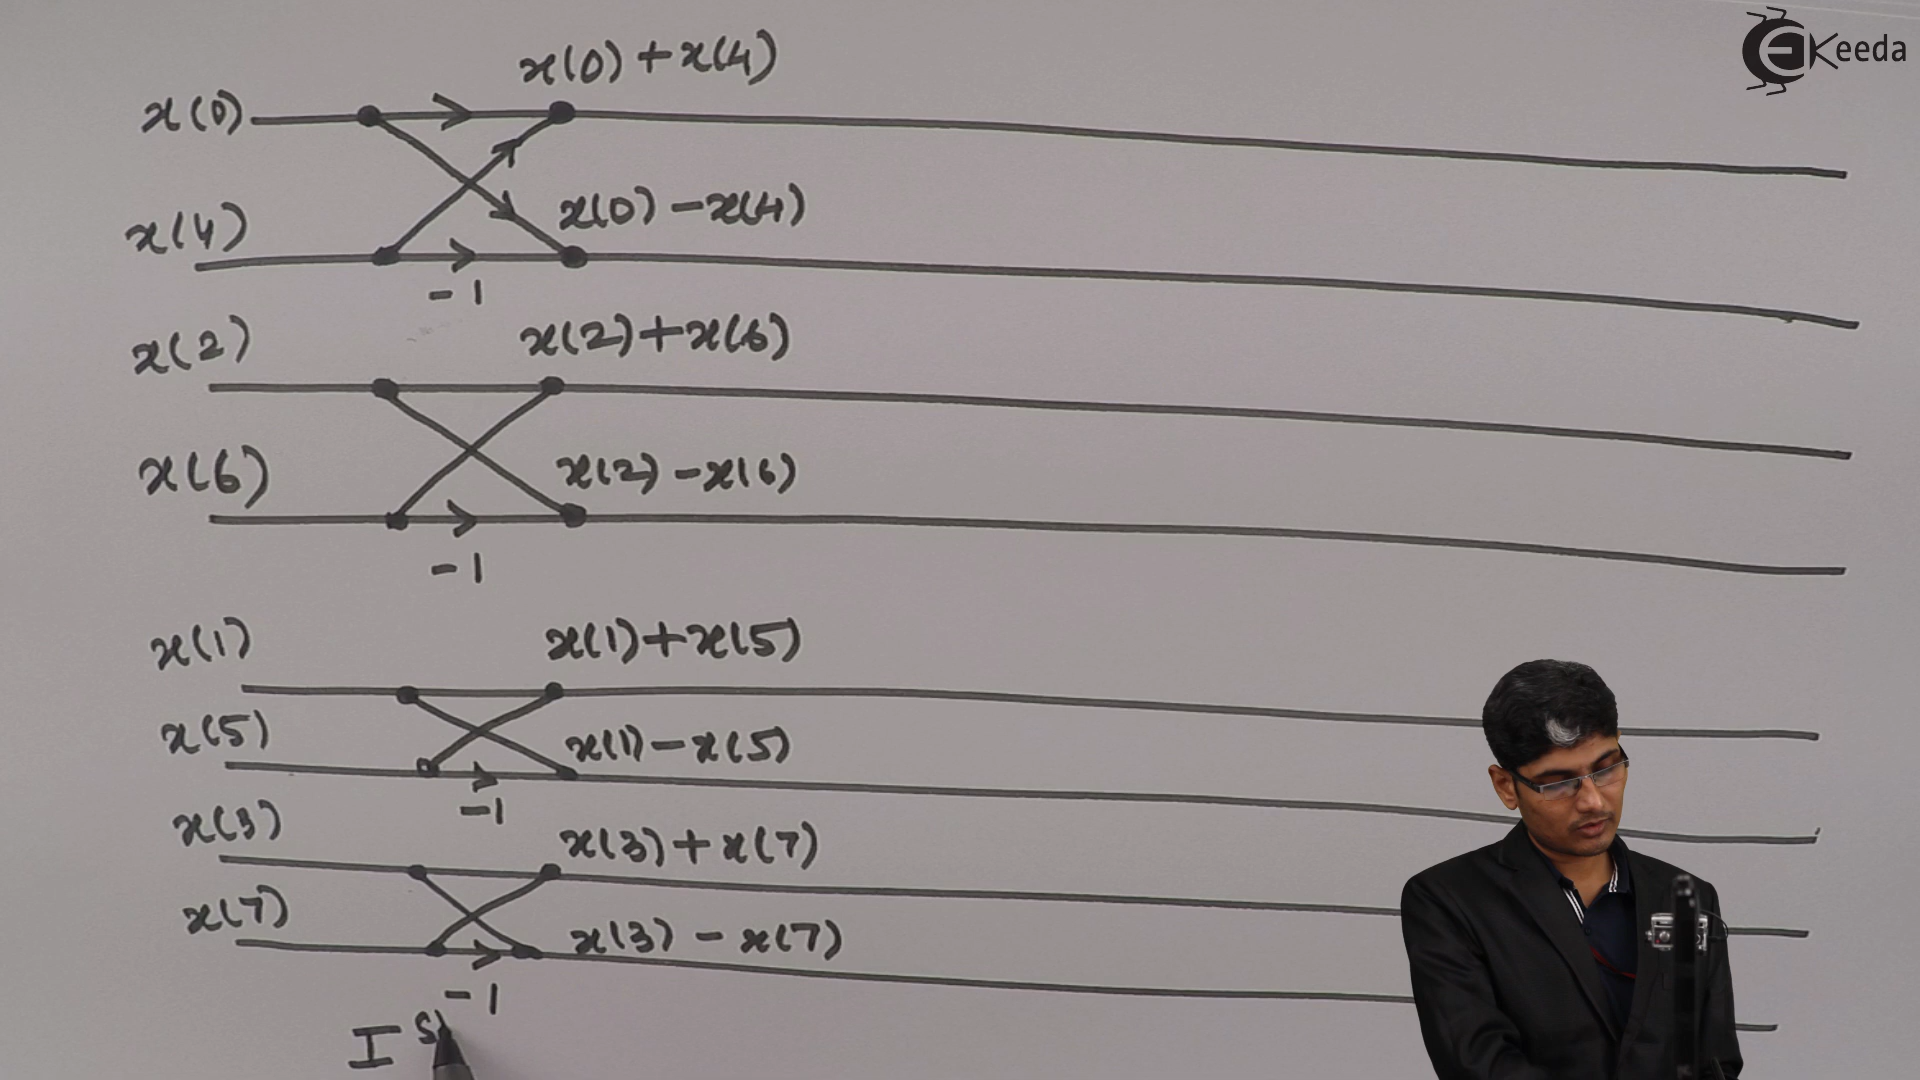 EKeeda
x(0) + x(4)
x(0)
x(0) - x(4)
x(4)
-1
x(2) + x(6)
x(2)
x(2) - x(6)
x(6)
-1
x(1) + x(5)
x(1)
x(1) - x(5)
x(5)
-1
x(3) + x(7)
x(3)
x(3) - x(7)
x(7)
-1
I